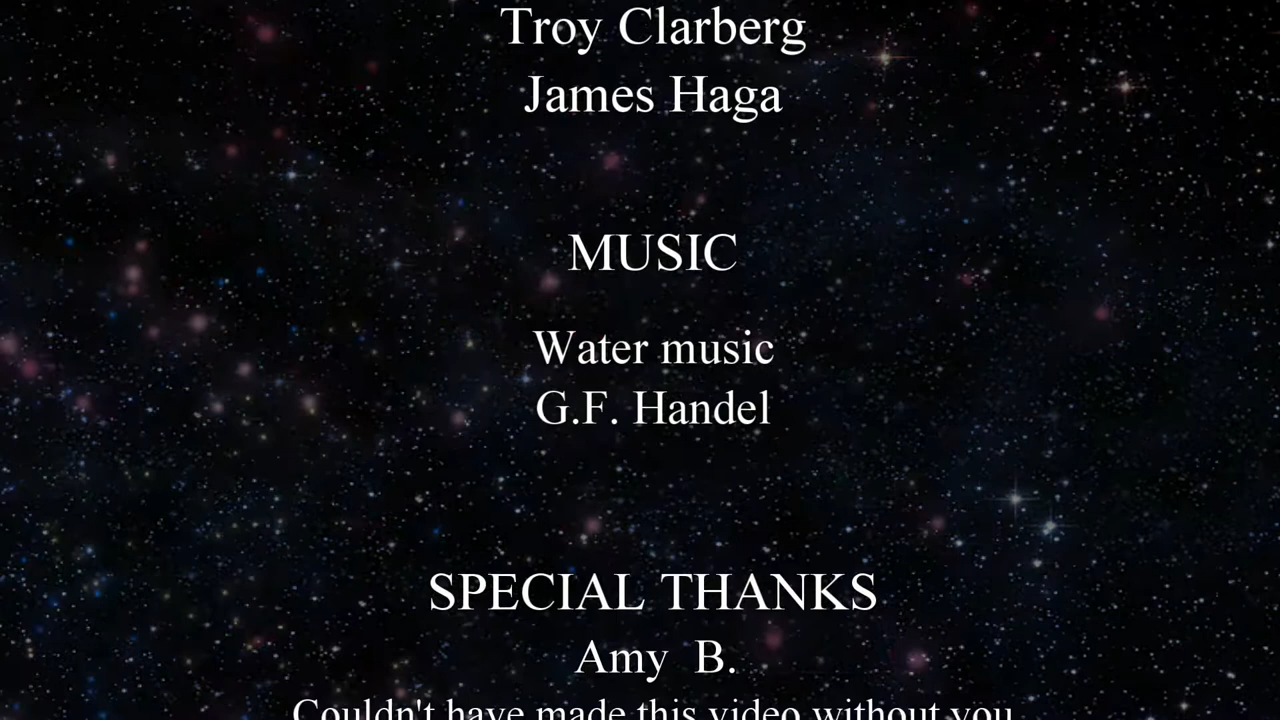 Troy Clarberg
James Haga
MUSIC
Water music
G.F. Handel
SPECIAL THANKS
Amy B.
Couldn't have made this video without you